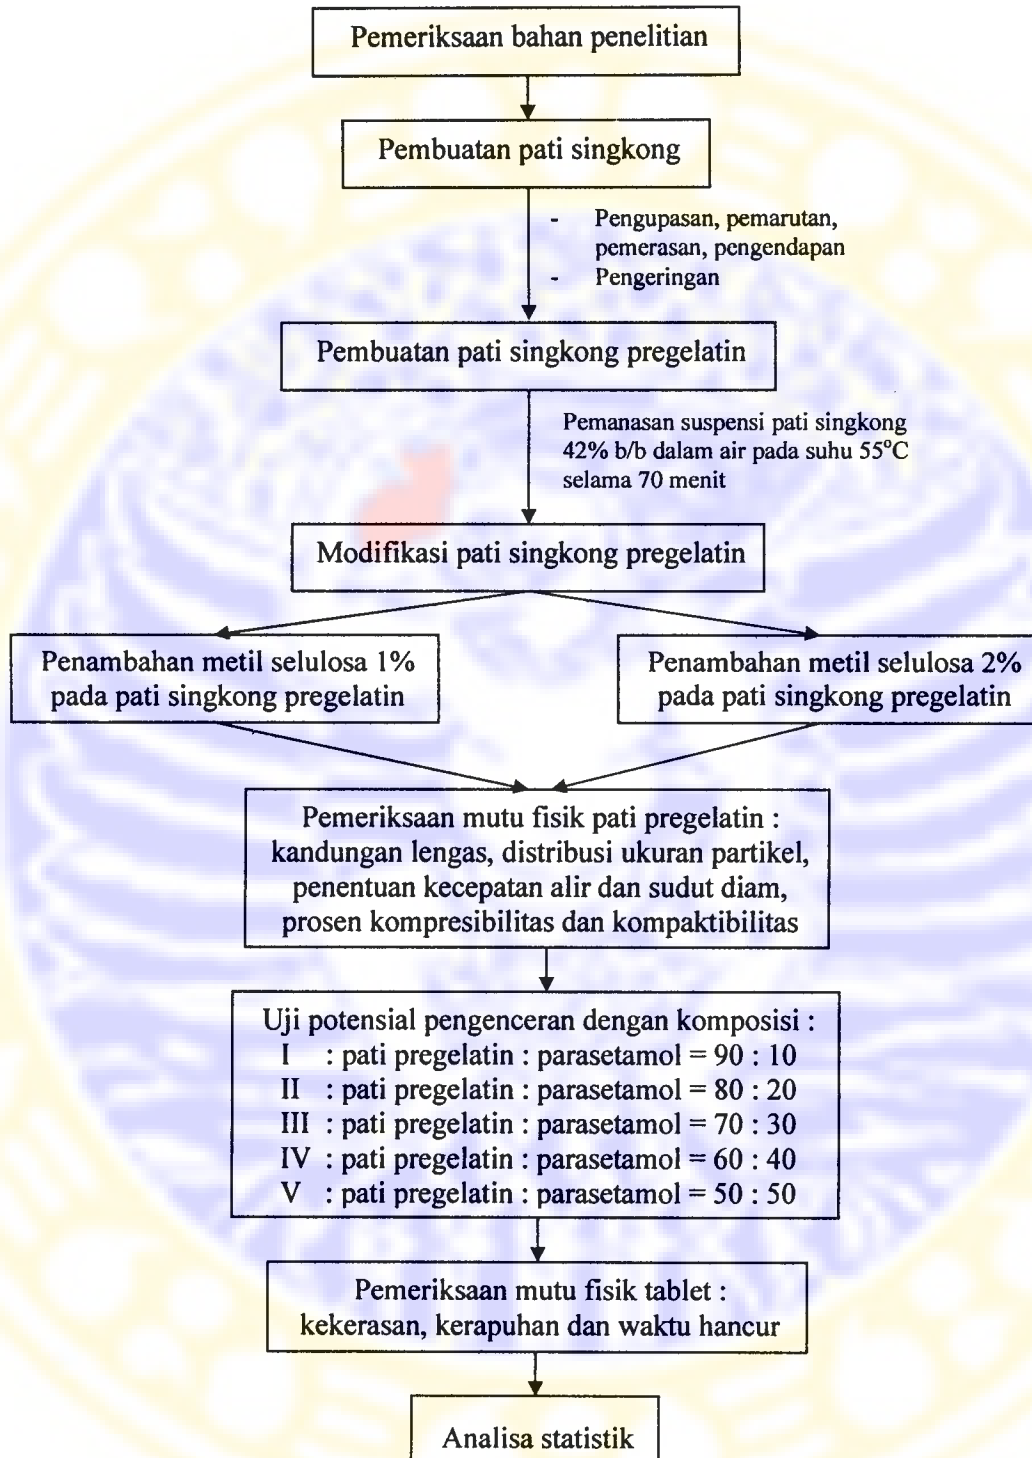 Pemeriksaan bahan penelitian
Pembuatan pati singkong
- Pengupasan, pemarutan,
pemerasan, pengendapan
- Pengeringan
Pembuatan pati singkong pregelatin
Pemanasan suspensi pati singkong
42% b/b dalam air pada suhu 55°C
selama 70 menit
Modifikasi pati singkong pregelatin
Penambahan metil selulosa 1%
pada pati singkong pregelatin
Penambahan metil selulosa 2%
pada pati singkong pregelatin
Pemeriksaan mutu fisik pati pregelatin :
kandungan lengas, distribusi ukuran partikel,
penentuan kecepatan alir dan sudut diam,
prosen kompresibilitas dan kompaktibilitas
Uji potensial pengenceran dengan komposisi :
I : pati pregelatin : parasetamol = 90 : 10
II : pati pregelatin : parasetamol = 80 : 20
III : pati pregelatin : parasetamol = 70 : 30
IV : pati pregelatin : parasetamol = 60 : 40
V : pati pregelatin : parasetamol = 50 : 50
Pemeriksaan mutu fisik tablet :
kekerasan, kerapuhan dan waktu hancur
Analisa statistik